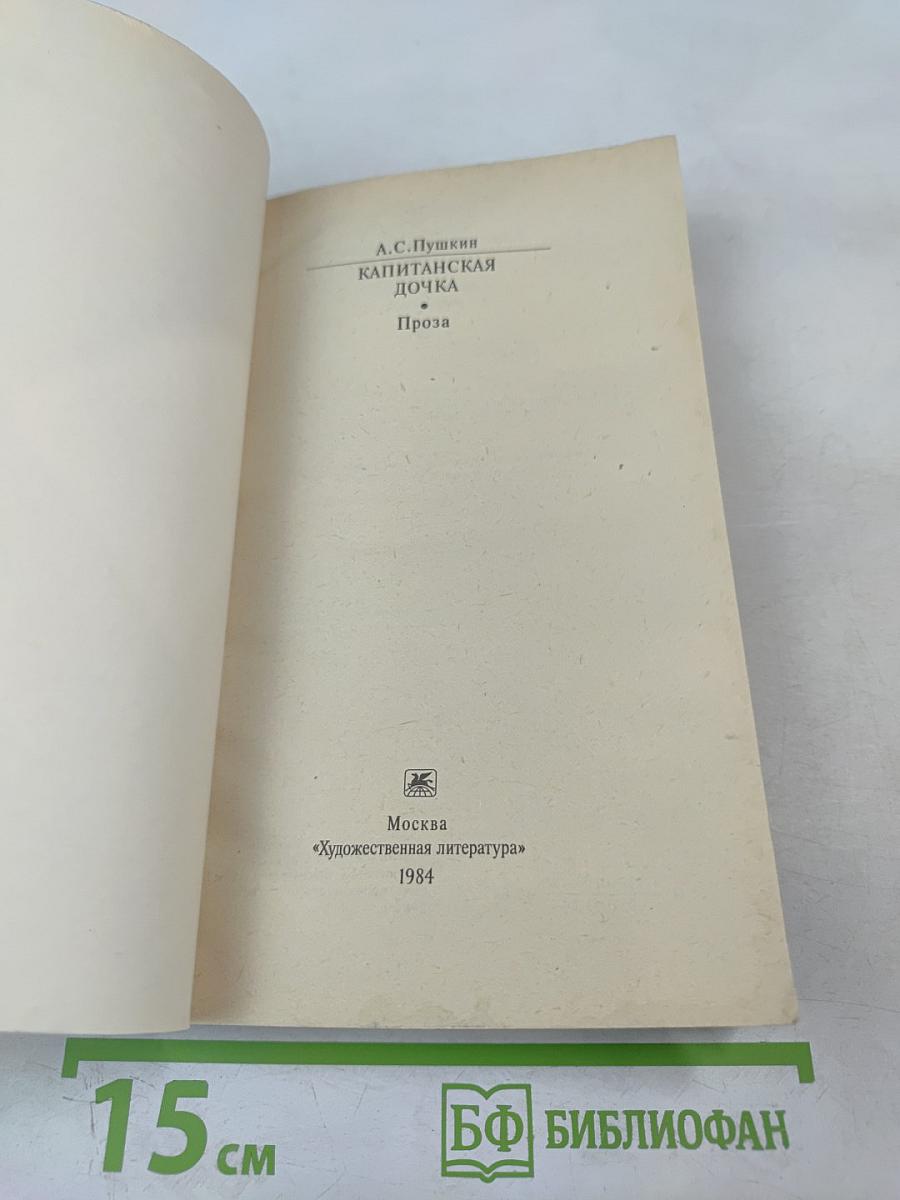 А.С.Пушкин
КАПИТАНСКАЯ
ДОЧКА
•
Проза
Москва
«Художественная литература»
1984
15 см
БФ БИБЛИОФАН